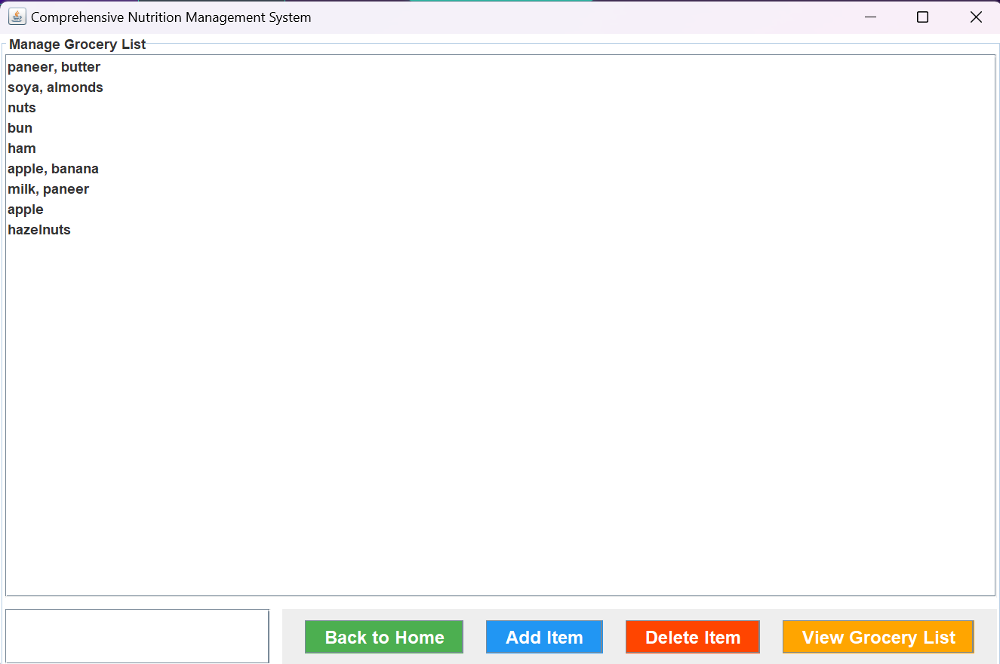 Comprehensive Nutrition Management System
Manage Grocery List
paneer, butter
soya, almonds
nuts
bun
ham
apple, banana
milk, paneer
apple
hazelnuts
Back to Home
Add Item
Delete Item
View Grocery List